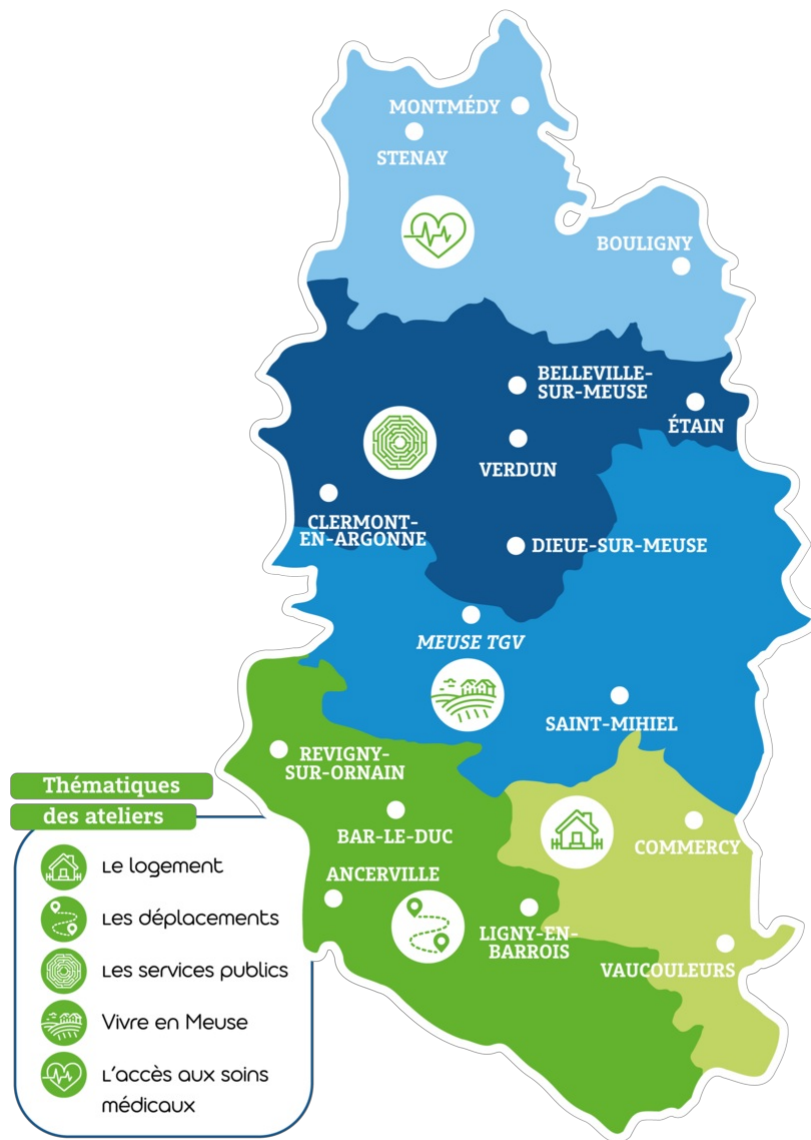 MONTMÉDY
STENAY
BOULIGNY
BELLEVILLE-
SUR-MEUSE
ÉTAIN
VERDUN
CLERMONT-
EN-ARGONNE
DIEUE-SUR-MEUSE
MEUSE TGV
SAINT-MIHIEL
REVIGNY-
SUR-ORNAIN
BAR-LE-DUC
COMMERCY
ANCERVILLE
LIGNY-EN-
BARROIS
VAUCOULEURS
Thématiques
des ateliers
Le logement
Les déplacements
Les services publics
Vivre en Meuse
L'accès aux soins
médicaux